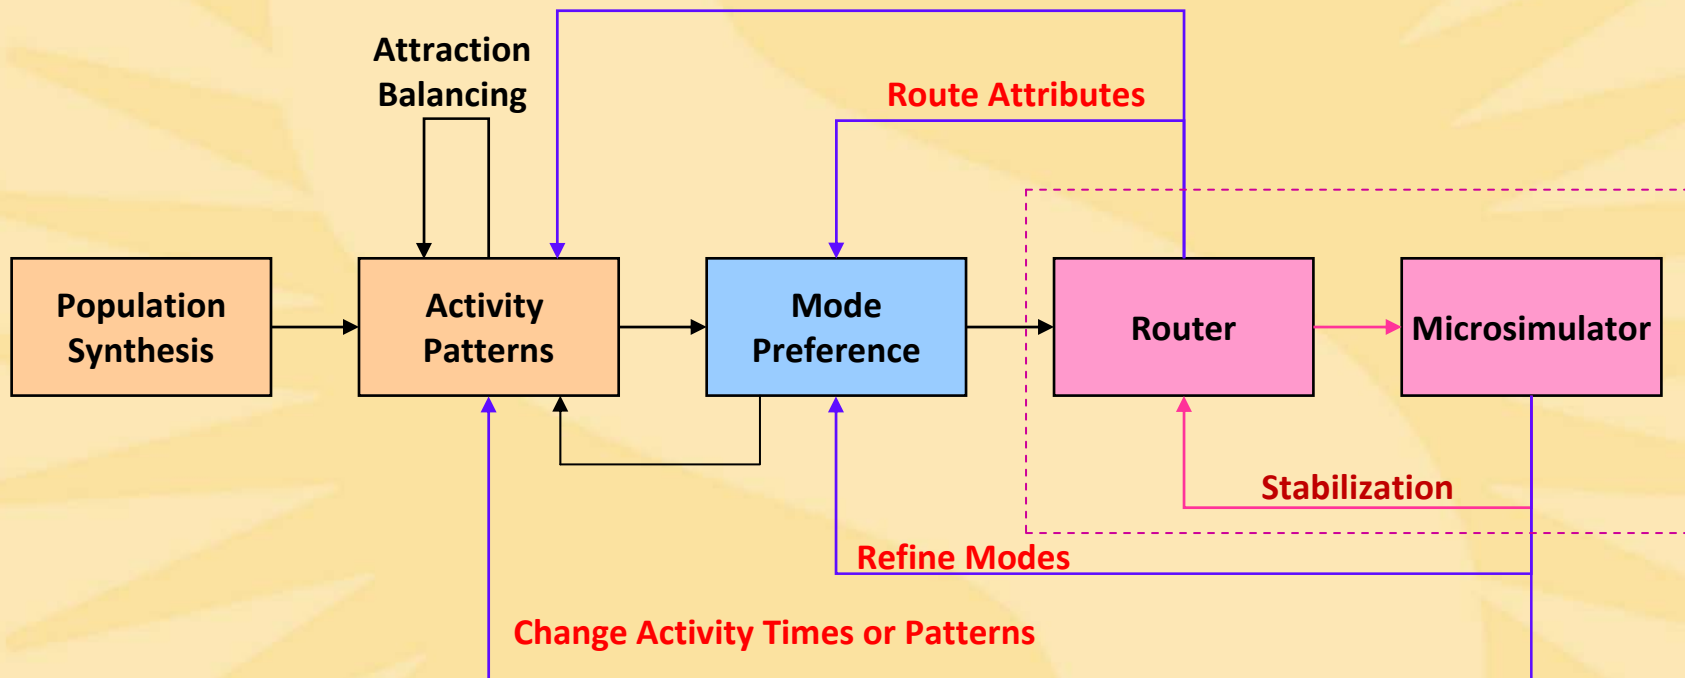 Attraction
Balancing
Route Attributes
Population
Synthesis
Activity
Patterns
Mode
Preference
Router
Microsimulator
Stabilization
Refine Modes
Change Activity Times or Patterns